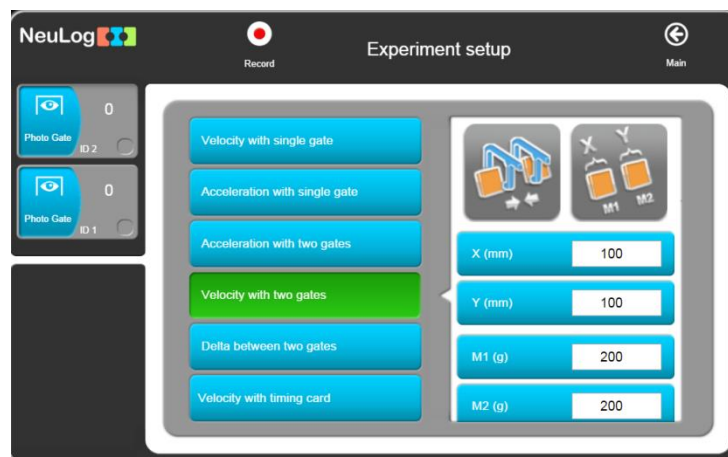 NeuLog
Record
Experiment setup
Main
0
Photo Gate
ID 2
0
Photo Gate
ID 1
Velocity with single gate
Acceleration with single gate
Acceleration with two gates
Velocity with two gates
Delta between two gates
Velocity with timing card
X Y
M1 M2
X (mm) 100
Y (mm) 100
M1 (g) 200
M2 (g) 200